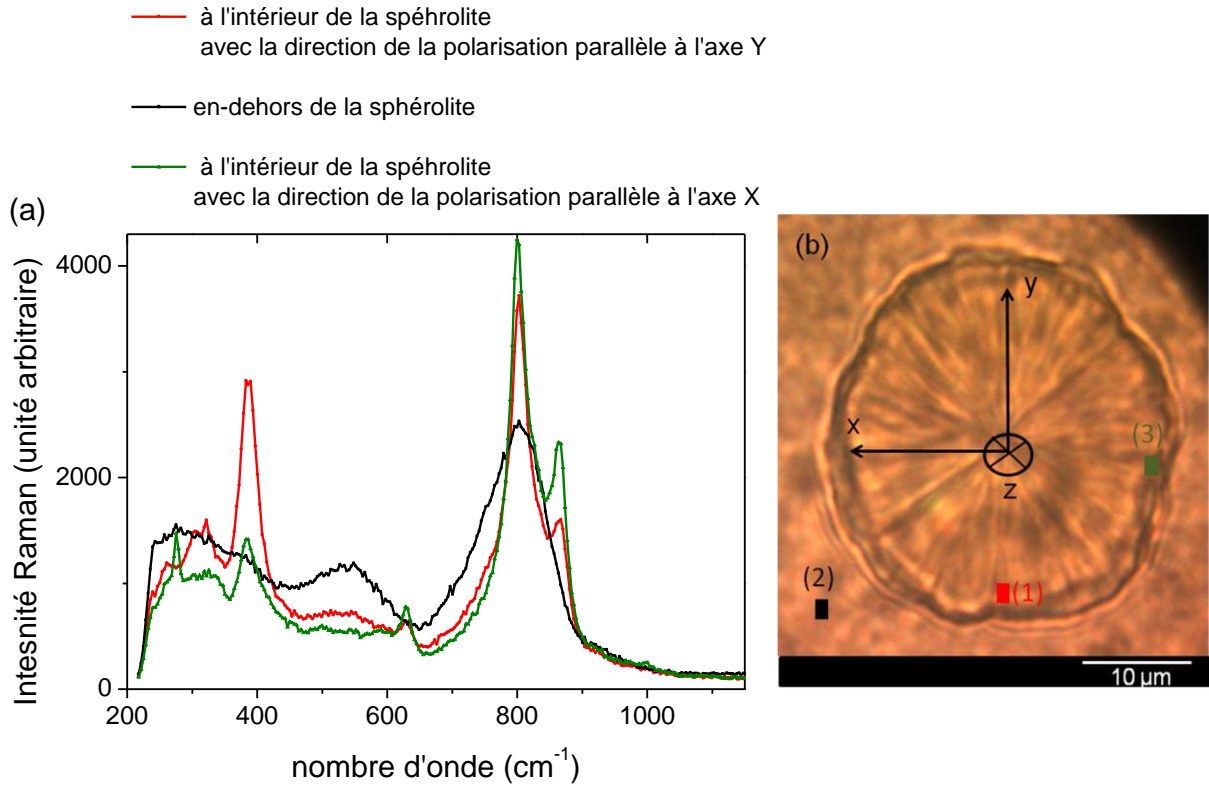 à l'intérieur de la spéhrolite
avec la direction de la polarisation parallèle à l'axe Y
en-dehors de la sphérolite
à l'intérieur de la spéhrolite
avec la direction de la polarisation parallèle à l'axe X
(a)
4000
2000
0
200
400
600
800
1000
Intesnité Raman (unité arbitraire)
nombre d'onde (cm⁻¹)
(b)
y
x
z
(3)
(2)
(1)
10 µm